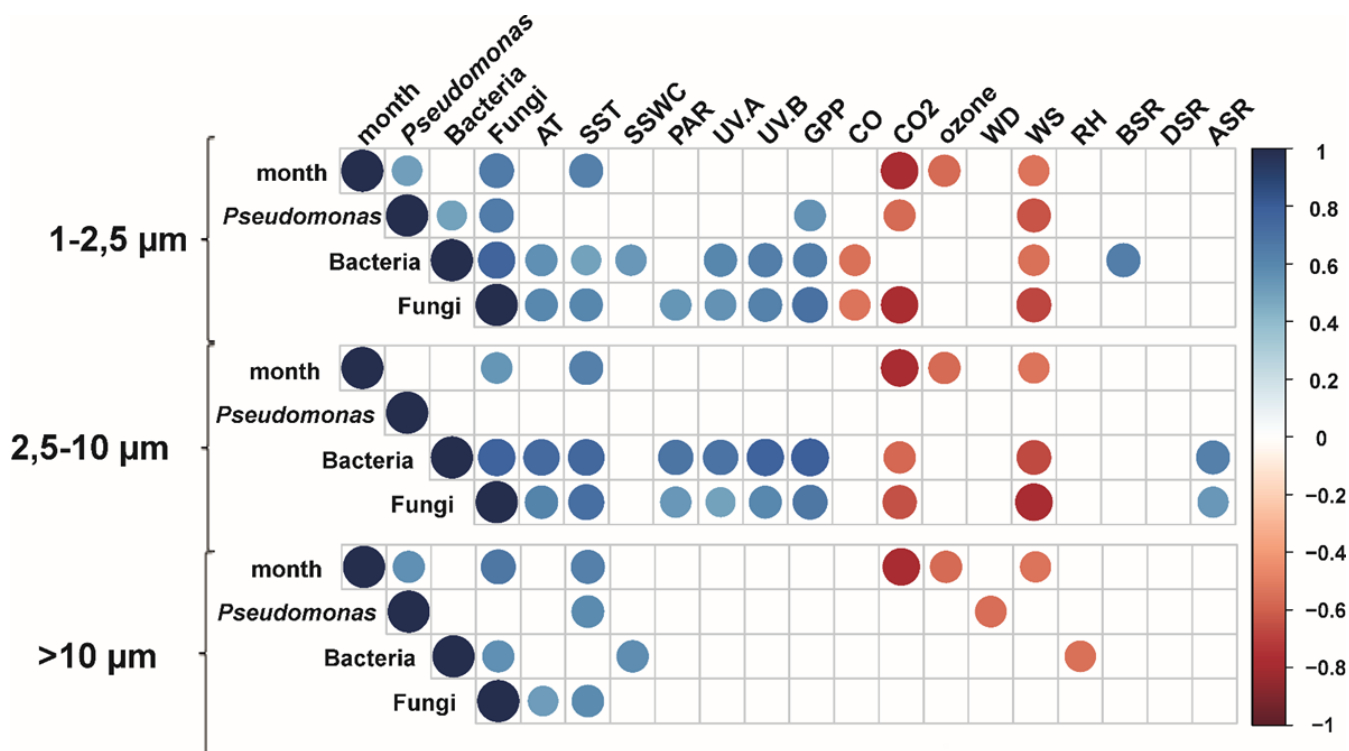 month Pseudomonas Bacteria Fungi AT SST SSWC PAR UV.A UV.B GPP CO CO2 ozone WD WS RH BSR DSR ASR
1-2,5 µm
month
Pseudomonas
Bacteria
Fungi
2,5-10 µm
month
Pseudomonas
Bacteria
Fungi
>10 µm
month
Pseudomonas
Bacteria
Fungi
1
0.8
0.6
0.4
0.2
0
−0.2
−0.4
−0.6
−0.8
−1